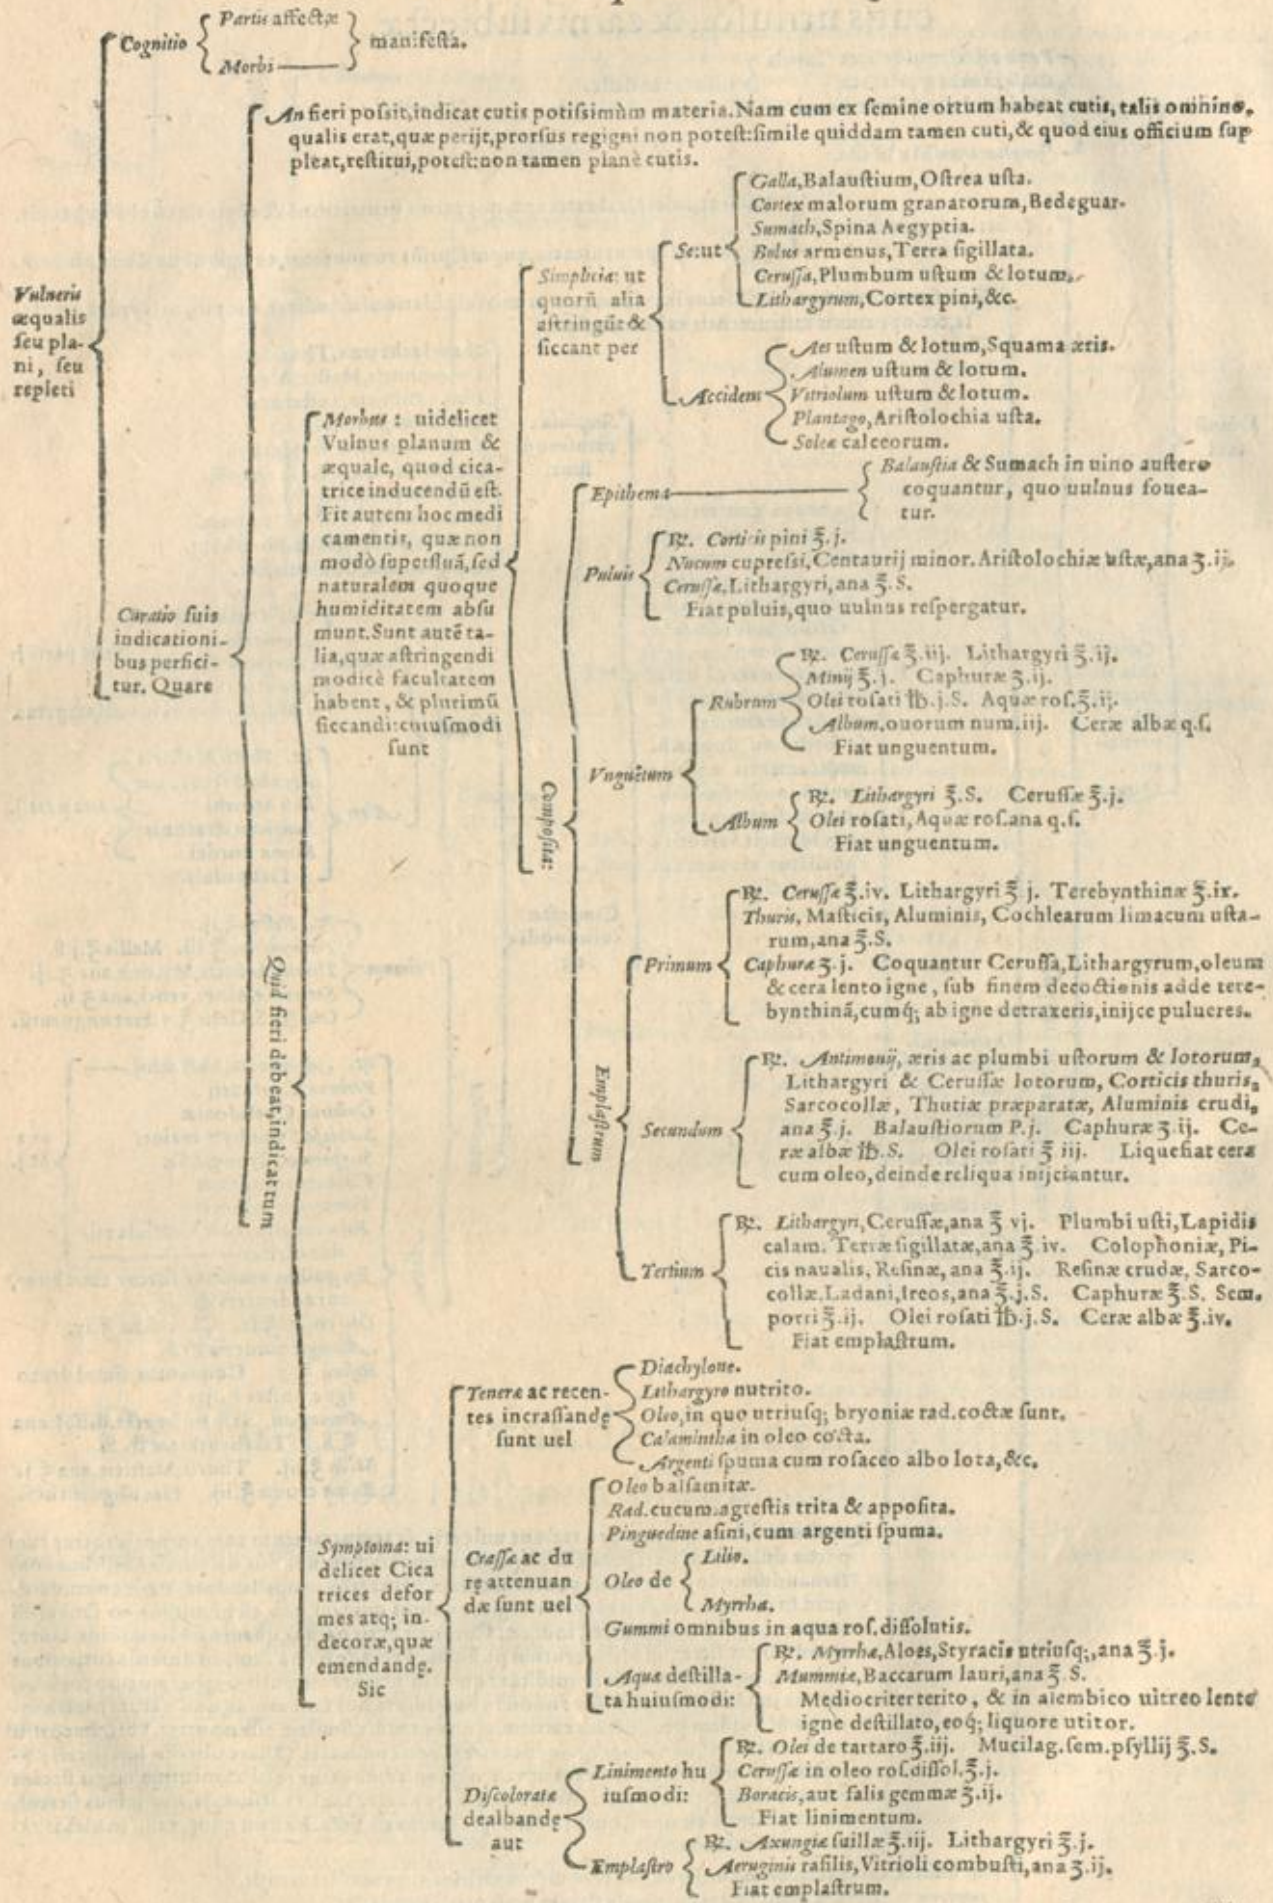 Vulneris
æqualis
ſeu pla-
ni, ſeu
repleti
Cognitio
Partis affectæ
Morbi
manifeſta.
Curatio ſuis
indicationi-
bus perfici-
tur. Quare
An fieri poſsit, indicat cutis potiſsimùm materia. Nam cum ex ſemine ortum habeat cutis, talis omnino,
qualis erat, quæ perijt, prorſus regigni non poteſt: ſimile quiddam tamen cuti, & quod eius officium ſup
pleat, reſtitui, poteſt: non tamen planè cutis.
Quid fieri debeat, indicat tum
Morbus: uidelicet
Vulnus planum &
æquale, quod cica-
trice inducendũ eſt.
Fit autem hoc medi
camentis, quæ non
modò ſuperfluã, ſed
naturalem quoque
humiditatem abſu
munt. Sunt autẽ ta-
lia, quæ aſtringendi
modicè facultatem
habent, & plurimũ
ſiccandi: cuiuſmodi
ſunt
Simplicia: ut
quorũ alia
aſtringũt &
ſiccant per
Se: ut
Galla, Balauſtium, Oſtrea uſta.
Cortex malorum granatorum, Bedeguar.
Sumach, Spina Aegyptia.
Bolus armenus, Terra ſigillata.
Ceruſſa, Plumbum uſtum & lotum.
Lithargyrum, Cortex pini, &c.
Accidens
Aes uſtum & lotum, Squama æris.
Alumen uſtum & lotum.
Vitriolum uſtum & lotum.
Plantago, Ariſtolochia uſta.
Soleæ calceorum.
Compoſita:
Epithema
Balauſtia & Sumach in uino auſtero
coquantur, quo uulnus fouea-
tur.
Puluis
℞. Corticis pini ℥.j.
Nucum cupreſsi, Centaurij minor. Ariſtolochiæ uſtæ, ana ʒ.ij.
Ceruſſæ, Lithargyri, ana ℥.S.
Fiat puluis, quo uulnus reſpergatur.
Vnguẽtum
Rubrum
℞. Ceruſſæ ℥.iij. Lithargyri ℥.ij.
Minij ℥.j. Caphuræ ʒ.ij.
Olei roſati ℔.j.S. Aquæ roſ.℥.ij.
Album. ouorum num.iij. Ceræ albæ q.ſ.
Fiat unguentum.
Album
℞. Lithargyri ℥.S. Ceruſſæ ℥.j.
Olei roſati, Aquæ roſ.ana q.ſ.
Fiat unguentum.
Emplaſtrum
Primum
℞. Ceruſſæ ℥.iv. Lithargyri ℥ j. Terebynthinæ ℥.ix.
Thuris, Maſticis, Aluminis, Cochlearum limacum uſta-
rum, ana ℥.S.
Caphuræ ʒ.j. Coquantur Ceruſſa, Lithargyrum, oleum
& cera lento igne, ſub finem decoctionis adde tere-
bynthinã, cumq; ab igne detraxeris, inijce pulueres.
Secundum
℞. Antimonij, æris ac plumbi uſtorum & lotorum,
Lithargyri & Ceruſſæ lotorum, Corticis thuris,
Sarcocollæ, Thutiæ præparatæ, Aluminis crudi,
ana ℥.j. Balauſtiorum P.j. Caphuræ ʒ.ij. Ce-
ræ albæ ℔.S. Olei roſati ℥ iij. Liquefiat cera
cum oleo, deinde reliqua inijciantur.
Tertium
℞. Lithargyri, Ceruſſæ, ana ℥ vj. Plumbi uſti, Lapidis
calam. Terræ ſigillatæ, ana ℥.iv. Colophoniæ, Pi-
cis naualis, Reſinæ, ana ℥.ij. Reſinæ crudæ, Sarco-
collæ. Ladani, Ireos, ana ℥.j.S. Caphuræ ℥.S. Sem.
porri ℥.ij. Olei roſati ℔.j.S. Ceræ albæ ℥.iv.
Fiat emplaſtrum.
Symptoma: ui
delicet Cica
trices defor
mes atq; in-
decoræ, quæ
emendandę.
Sic
Teneræ ac recen-
tes incraſſandę
ſunt uel
Diachylone.
Lithargyro nutrito.
Oleo, in quo utriuſq; bryoniæ rad. coctæ ſunt.
Calamintha in oleo cocta.
Argenti ſpuma cum roſaceo albo lota, &c.
Craſſæ ac du
rę attenuan
dæ ſunt uel
Oleo balſamitæ.
Rad. cucum. agreſtis trita & appoſita.
Pinguedine aſini, cum argenti ſpuma.
Oleo de
Lilio.
Myrrha.
Gummi omnibus in aqua roſ. diſſolutis.
Aqua deſtilla-
ta huiuſmodi:
℞. Myrrhæ, Aloes, Styracis utriuſq;, ana ℥.j.
Mummiæ, Baccarum lauri, ana ℥ S.
Mediocriter terito, & in alembico uitreo lento
igne deſtillato, eoq; liquore utitor.
Diſcoloratæ
dealbandę
aut
Linimento hu
iuſmodi:
℞. Olei de tartaro ℥.iij. Mucilag. ſem. pſyllij ℥.S.
Ceruſſæ in oleo roſ. diſſol. ℥.j.
Boracis, aut ſalis gemmæ ʒ.ij.
Fiat linimentum.
Emplaſtro
℞. Axungiæ ſuillæ ℥.iij. Lithargyri ℥.j.
Aeruginis raſilis, Vitrioli combuſti, ana ʒ.ij.
Fiat emplaſtrum.